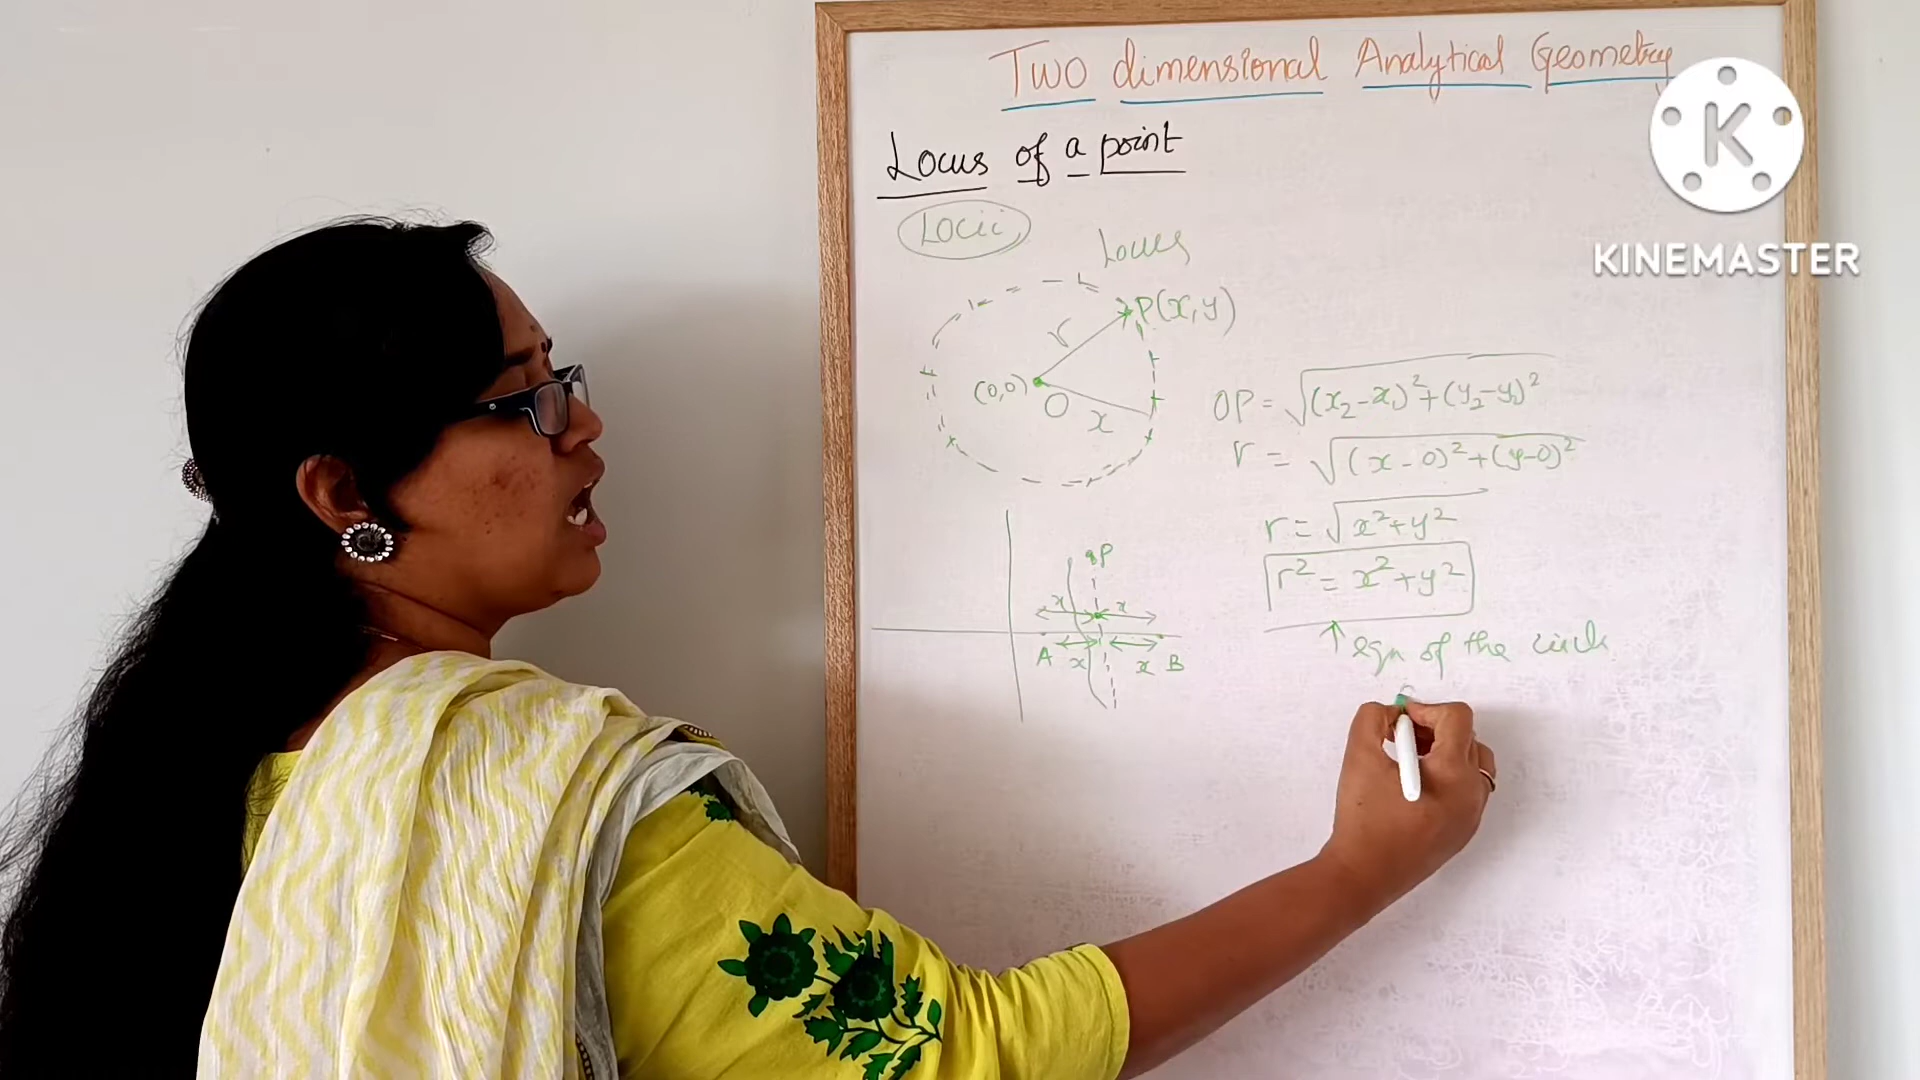 Two dimensional Analytical Geometry
K
KINEMASTER
Locus of a point
Locii
Locus
P(x, y)
r
(0,0)
O
x
OP = √(x₂-x₁)²+(y₂-y₁)²
r = √(x-0)²+(y-0)²
r = √x²+y²
r² = x²+y²
↑ eqn of the circle
P
x x
A x x B